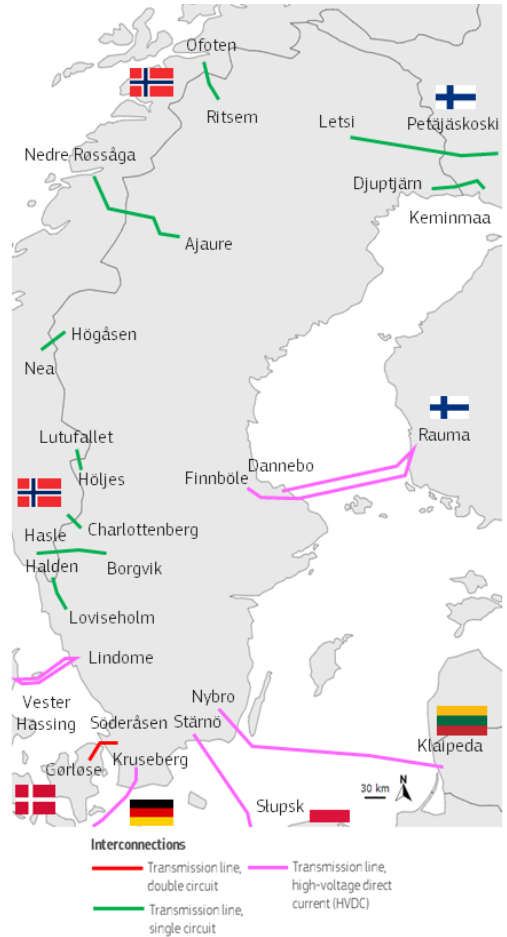 Ofoten
Ritsem
Letsi
Petäjäskoski
Nedre Røssåga
Djuptjärn
Keminmaa
Ajaure
Högåsen
Nea
Rauma
Lutufallet
Dannebo
Finnböle
Höljes
Charlottenberg
Hasle
Halden
Borgvik
Loviseholm
Lindome
Vester
Hassing
Nybro
Söderåsen
Stärnö
Klaipeda
Gørløse
Kruseberg
30 km
N
Słupsk
Interconnections
Transmission line,
double circuit
Transmission line,
single circuit
Transmission line,
high-voltage direct
current (HVDC)